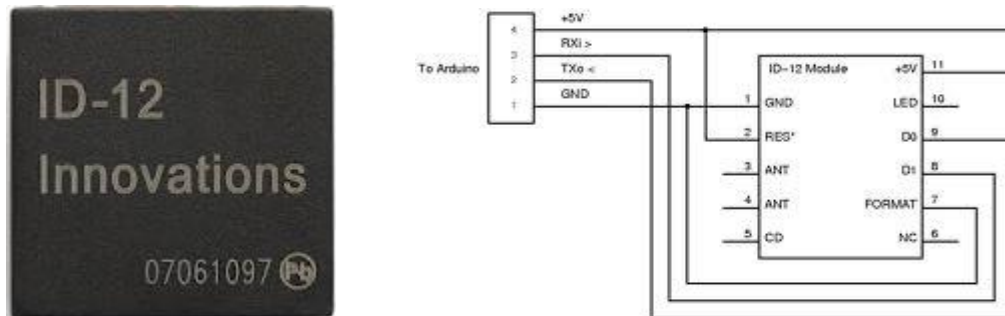 ID-12
Innovations
07061097 Pb
+5V
4
RXi >
3
To Arduino
TXo <
2
GND
1
ID-12 Module
+5V 11
1 GND
LED 10
2 RES*
D0 9
3 ANT
D1 8
4 ANT
FORMAT 7
5 CD
NC 6